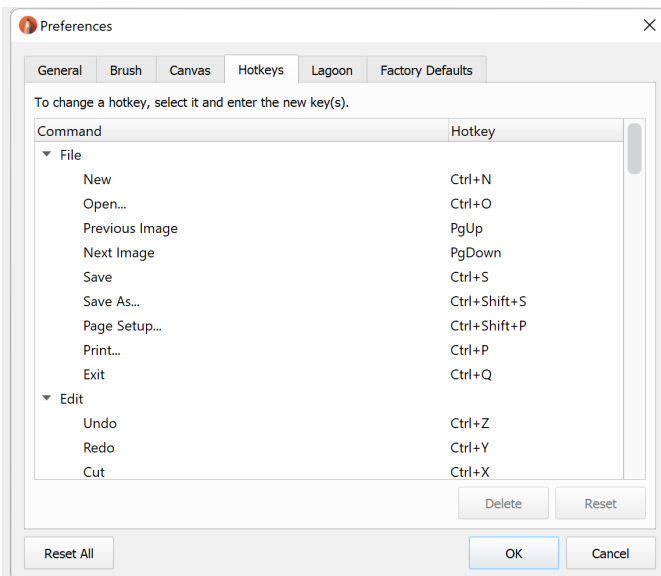 Preferences
General Brush Canvas Hotkeys Lagoon Factory Defaults
To change a hotkey, select it and enter the new key(s).
Command Hotkey
File
New Ctrl+N
Open... Ctrl+O
Previous Image PgUp
Next Image PgDown
Save Ctrl+S
Save As... Ctrl+Shift+S
Page Setup... Ctrl+Shift+P
Print... Ctrl+P
Exit Ctrl+Q
Edit
Undo Ctrl+Z
Redo Ctrl+Y
Cut Ctrl+X
Delete Reset
Reset All OK Cancel